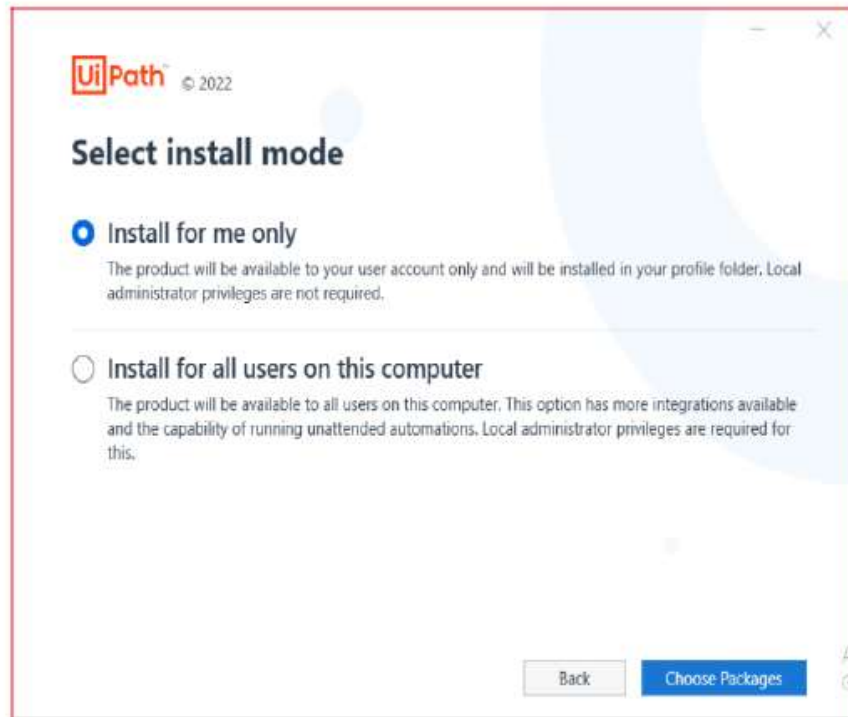 UiPath™ © 2022
Select install mode
Install for me only
The product will be available to your user account only and will be installed in your profile folder. Local
administrator privileges are not required.
Install for all users on this computer
The product will be available to all users on this computer. This option has more integrations available
and the capability of running unattended automations. Local administrator privileges are required for
this.
Back
Choose Packages